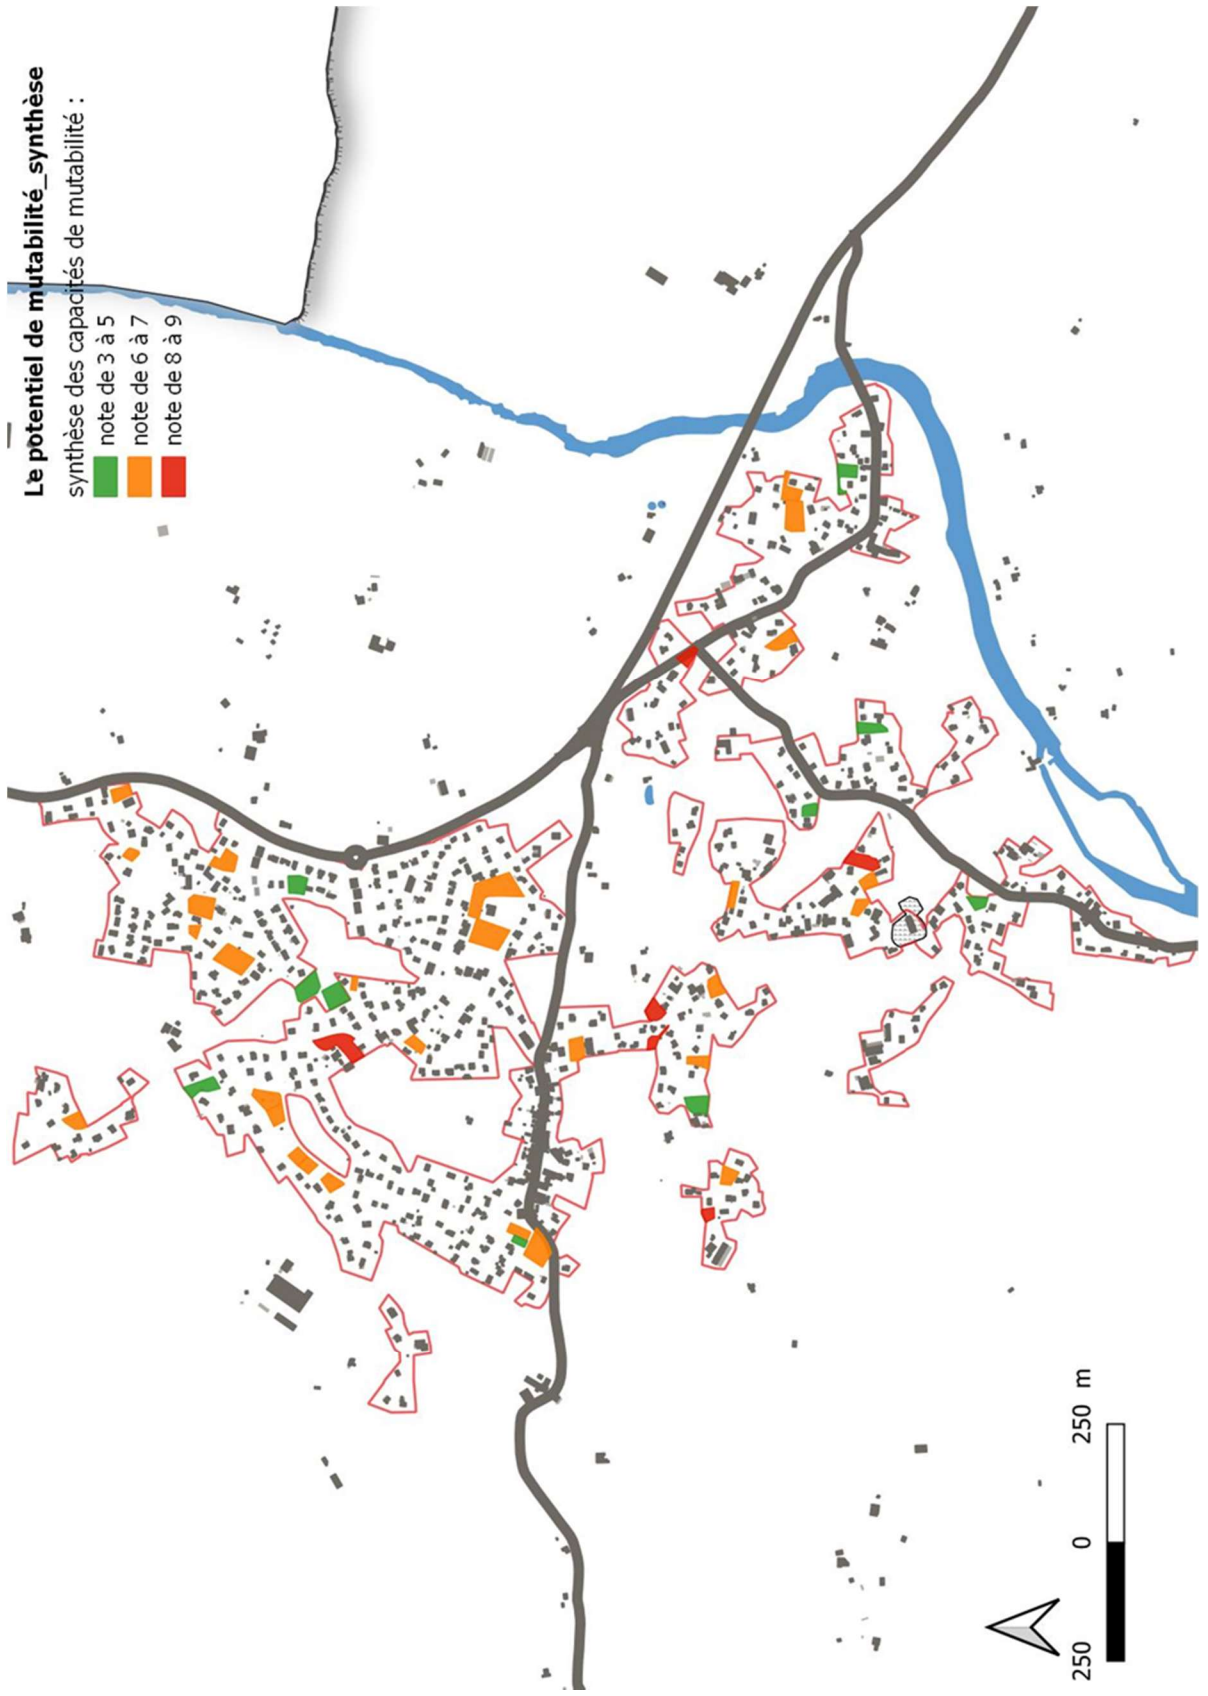 Le potentiel de mutabilité_synthèse
synthèse des capacités de mutabilité :
note de 3 à 5
note de 6 à 7
note de 8 à 9
250 0 250 m